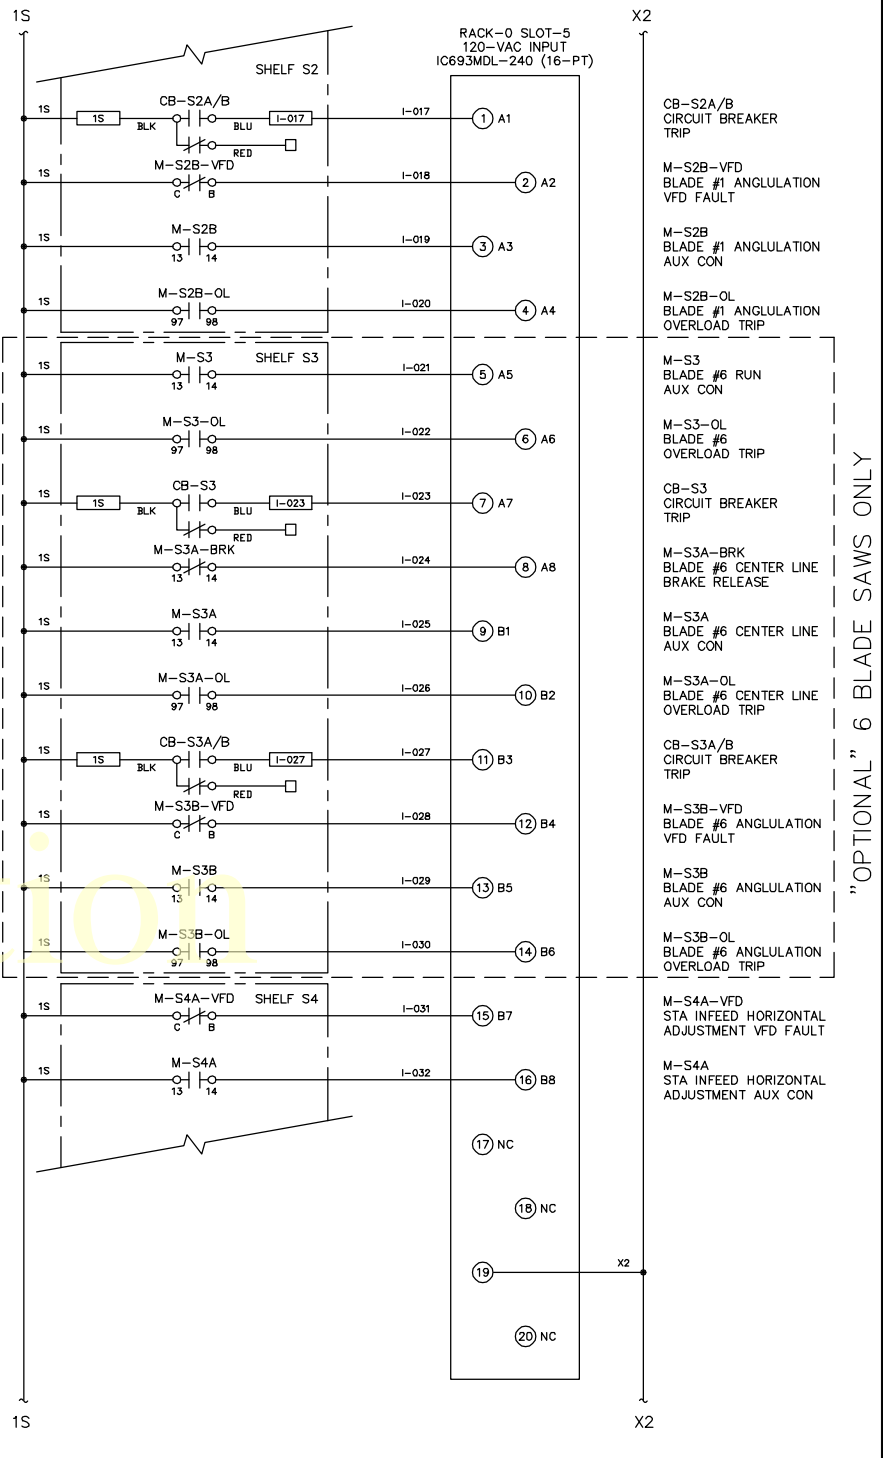 1S
X2
RACK-0 SLOT-5
120-VAC INPUT
IC693MDL-240 (16-PT)
SHELF S2
1S
1S
BLK
CB-S2A/B
BLU
I-017
RED
I-017
1 A1
CB-S2A/B
CIRCUIT BREAKER
TRIP
1S
M-S2B-VFD
C B
I-018
2 A2
M-S2B-VFD
BLADE #1 ANGLULATION
VFD FAULT
1S
M-S2B
13 14
I-019
3 A3
M-S2B
BLADE #1 ANGLULATION
AUX CON
1S
M-S2B-OL
97 98
I-020
4 A4
M-S2B-OL
BLADE #1 ANGLULATION
OVERLOAD TRIP
SHELF S3
1S
M-S3
13 14
I-021
5 A5
M-S3
BLADE #6 RUN
AUX CON
1S
M-S3-OL
97 98
I-022
6 A6
M-S3-OL
BLADE #6
OVERLOAD TRIP
1S
1S
BLK
CB-S3
BLU
I-023
RED
I-023
7 A7
CB-S3
CIRCUIT BREAKER
TRIP
1S
M-S3A-BRK
13 14
I-024
8 A8
M-S3A-BRK
BLADE #6 CENTER LINE
BRAKE RELEASE
1S
M-S3A
13 14
I-025
9 B1
M-S3A
BLADE #6 CENTER LINE
AUX CON
1S
M-S3A-OL
97 98
I-026
10 B2
M-S3A-OL
BLADE #6 CENTER LINE
OVERLOAD TRIP
1S
1S
BLK
CB-S3A/B
BLU
I-027
RED
I-027
11 B3
CB-S3A/B
CIRCUIT BREAKER
TRIP
1S
M-S3B-VFD
C B
I-028
12 B4
M-S3B-VFD
BLADE #6 ANGLULATION
VFD FAULT
1S
M-S3B
13 14
I-029
13 B5
M-S3B
BLADE #6 ANGLULATION
AUX CON
1S
M-S3B-OL
97 98
I-030
14 B6
M-S3B-OL
BLADE #6 ANGLULATION
OVERLOAD TRIP
"OPTIONAL" 6 BLADE SAWS ONLY
SHELF S4
1S
M-S4A-VFD
C B
I-031
15 B7
M-S4A-VFD
STA INFEED HORIZONTAL
ADJUSTMENT VFD FAULT
1S
M-S4A
13 14
I-032
16 B8
M-S4A
STA INFEED HORIZONTAL
ADJUSTMENT AUX CON
17 NC
18 NC
19
X2
20 NC
1S
X2